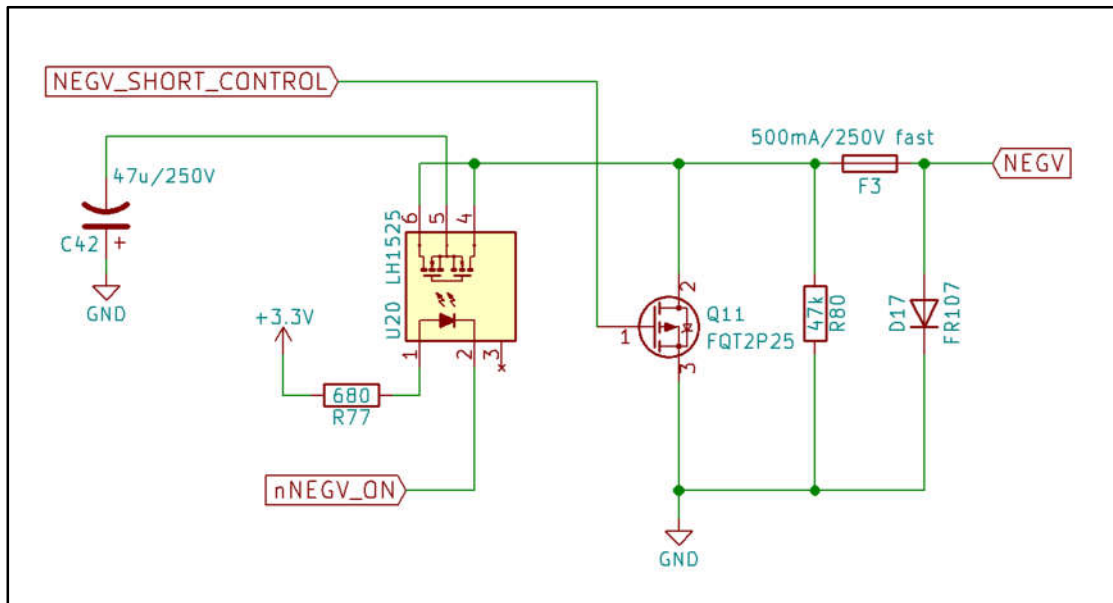 NEGV_SHORT_CONTROL
500mA/250V fast
NEGV
F3
47u/250V
C42
+
GND
LH1525
U20
6
5
4
1
2
3
+3.3V
680
R77
nNEGV_ON
2
1
3
Q11
FQT2P25
47k
R80
D17
FR107
GND